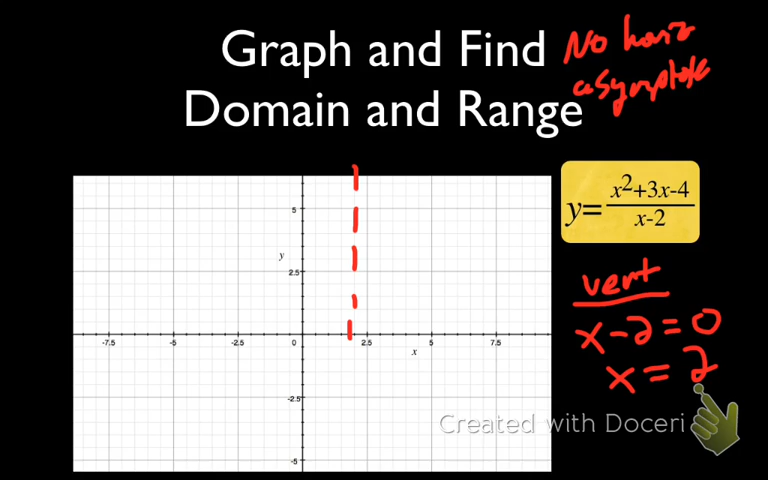 Graph and Find
Domain and Range
No horiz
asymptote
y= x²+3x-4
x-2
vert
x-2=0
x=2
5
y
2.5
-7.5 -5 -2.5 0 2.5 5 7.5
x
-2.5
-5
Created with Doceri